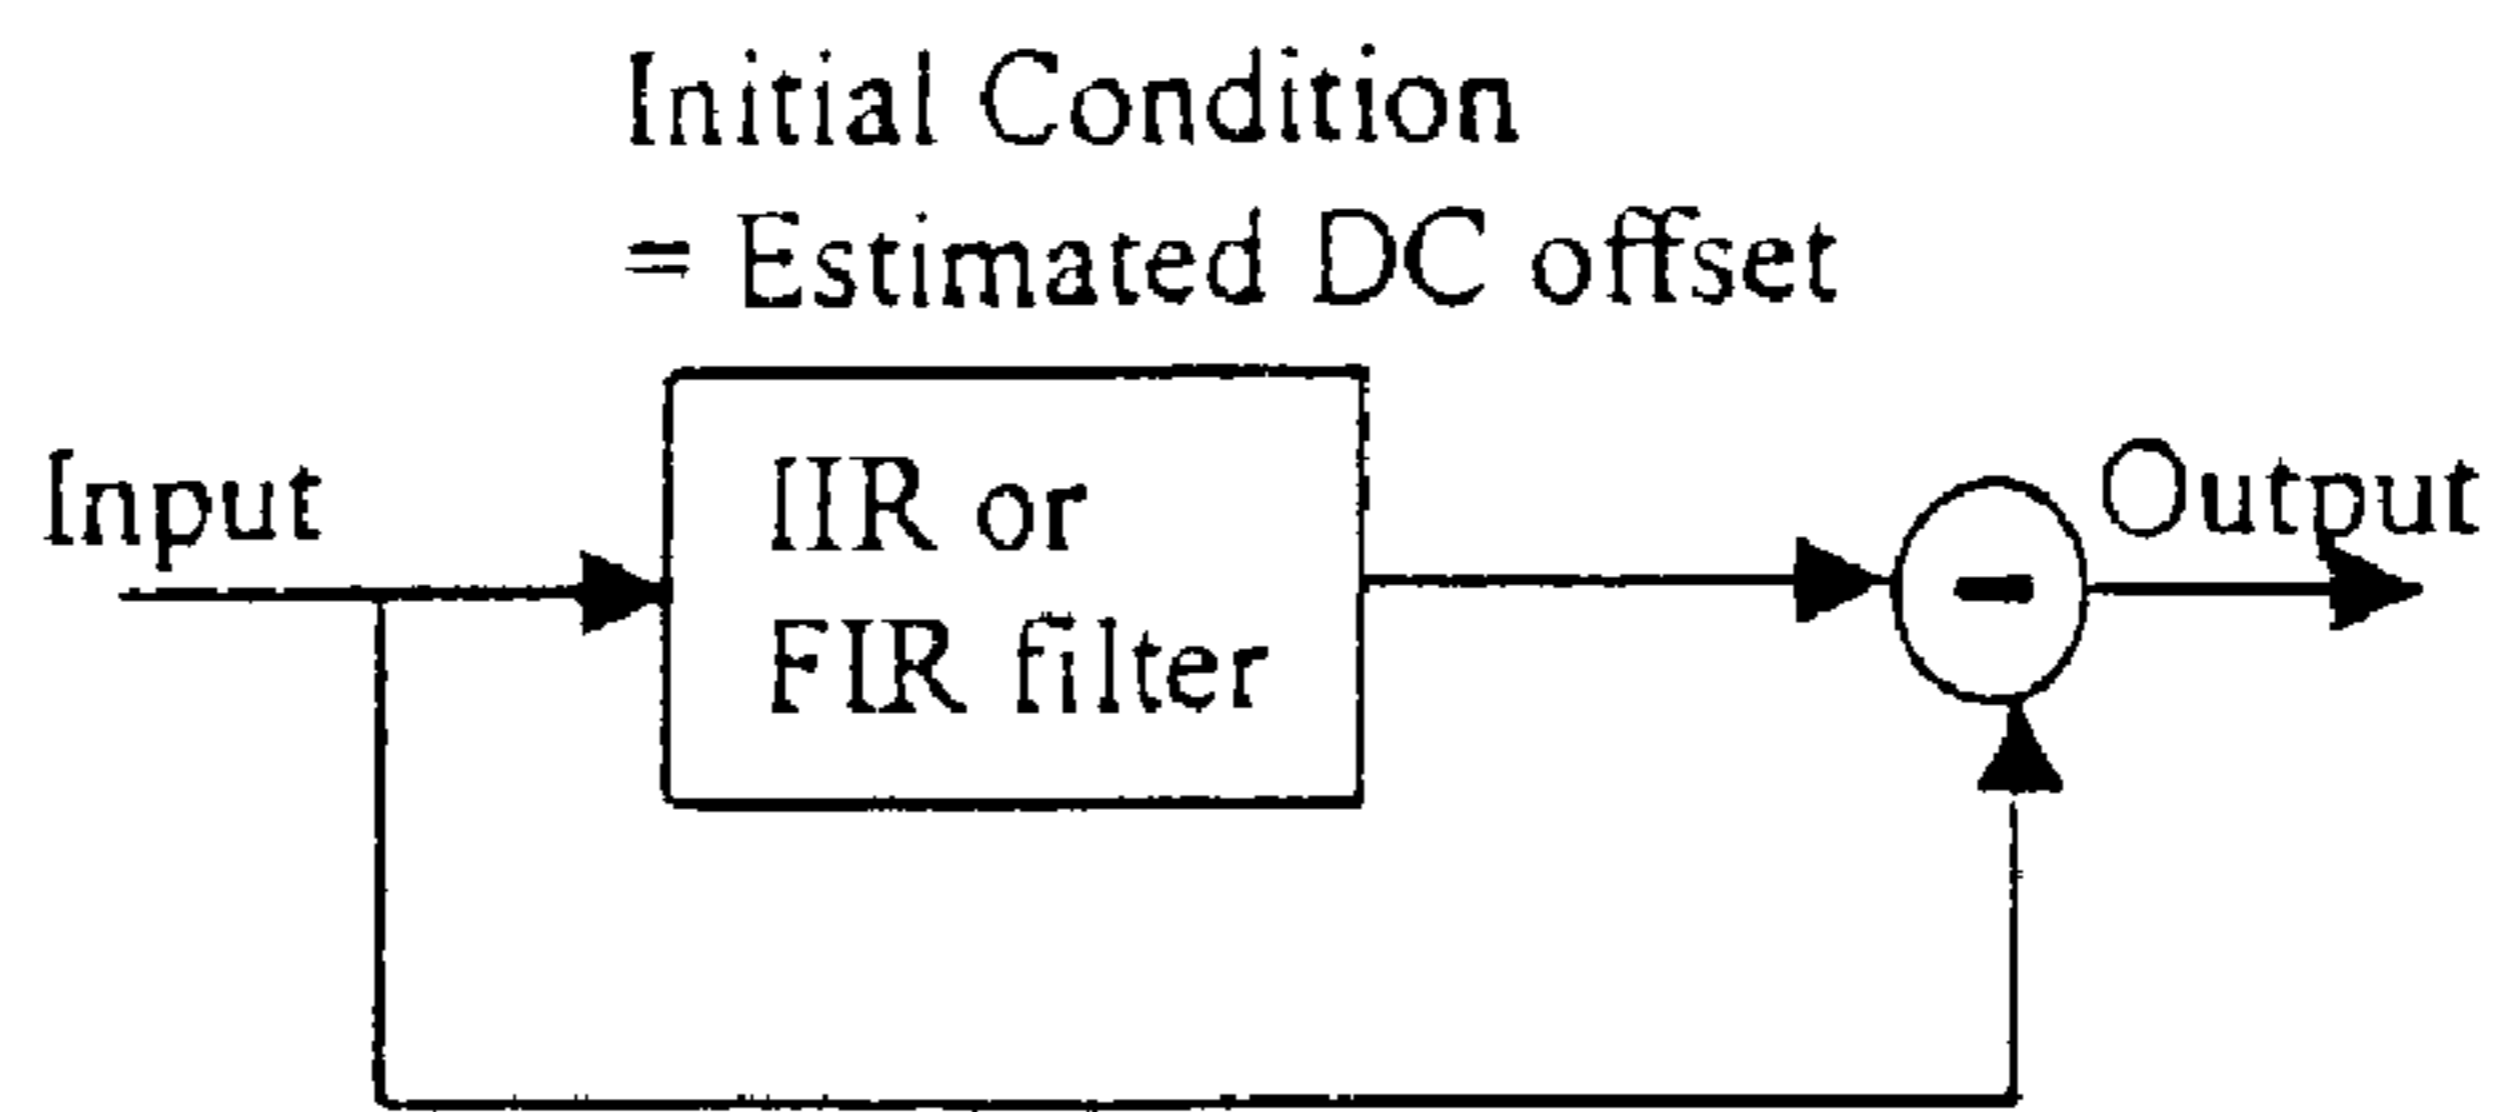 Initial Condition
= Estimated DC offset
Input
IIR or
FIR filter
-
Output